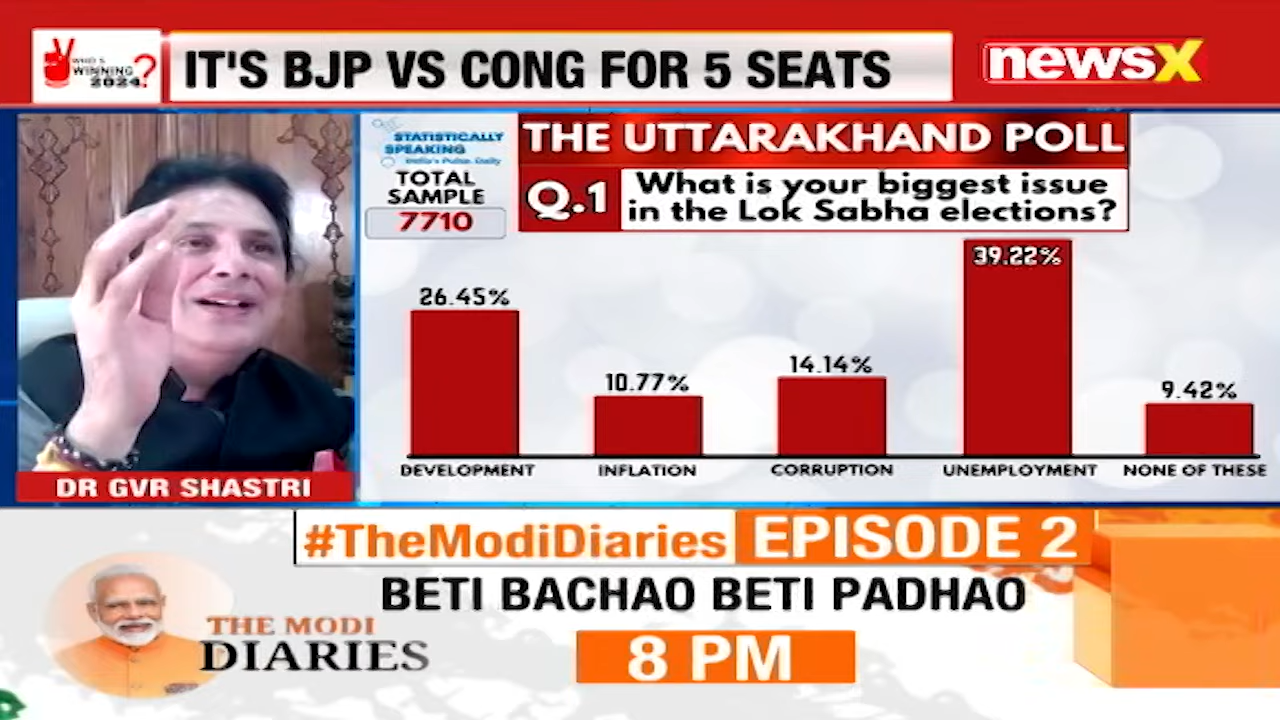 WHO'S
WINNING
2024?
IT'S BJP VS CONG FOR 5 SEATS
newsX
STATISTICALLY
SPEAKING
India's Pulse, Daily
TOTAL
SAMPLE
7710
THE UTTARAKHAND POLL
Q.1
What is your biggest issue
in the Lok Sabha elections?
26.45%
10.77%
14.14%
39.22%
9.42%
DEVELOPMENT
INFLATION
CORRUPTION
UNEMPLOYMENT
NONE OF THESE
DR GVR SHASTRI
#TheModiDiaries
EPISODE 2
BETI BACHAO BETI PADHAO
8 PM
THE MODI
DIARIES